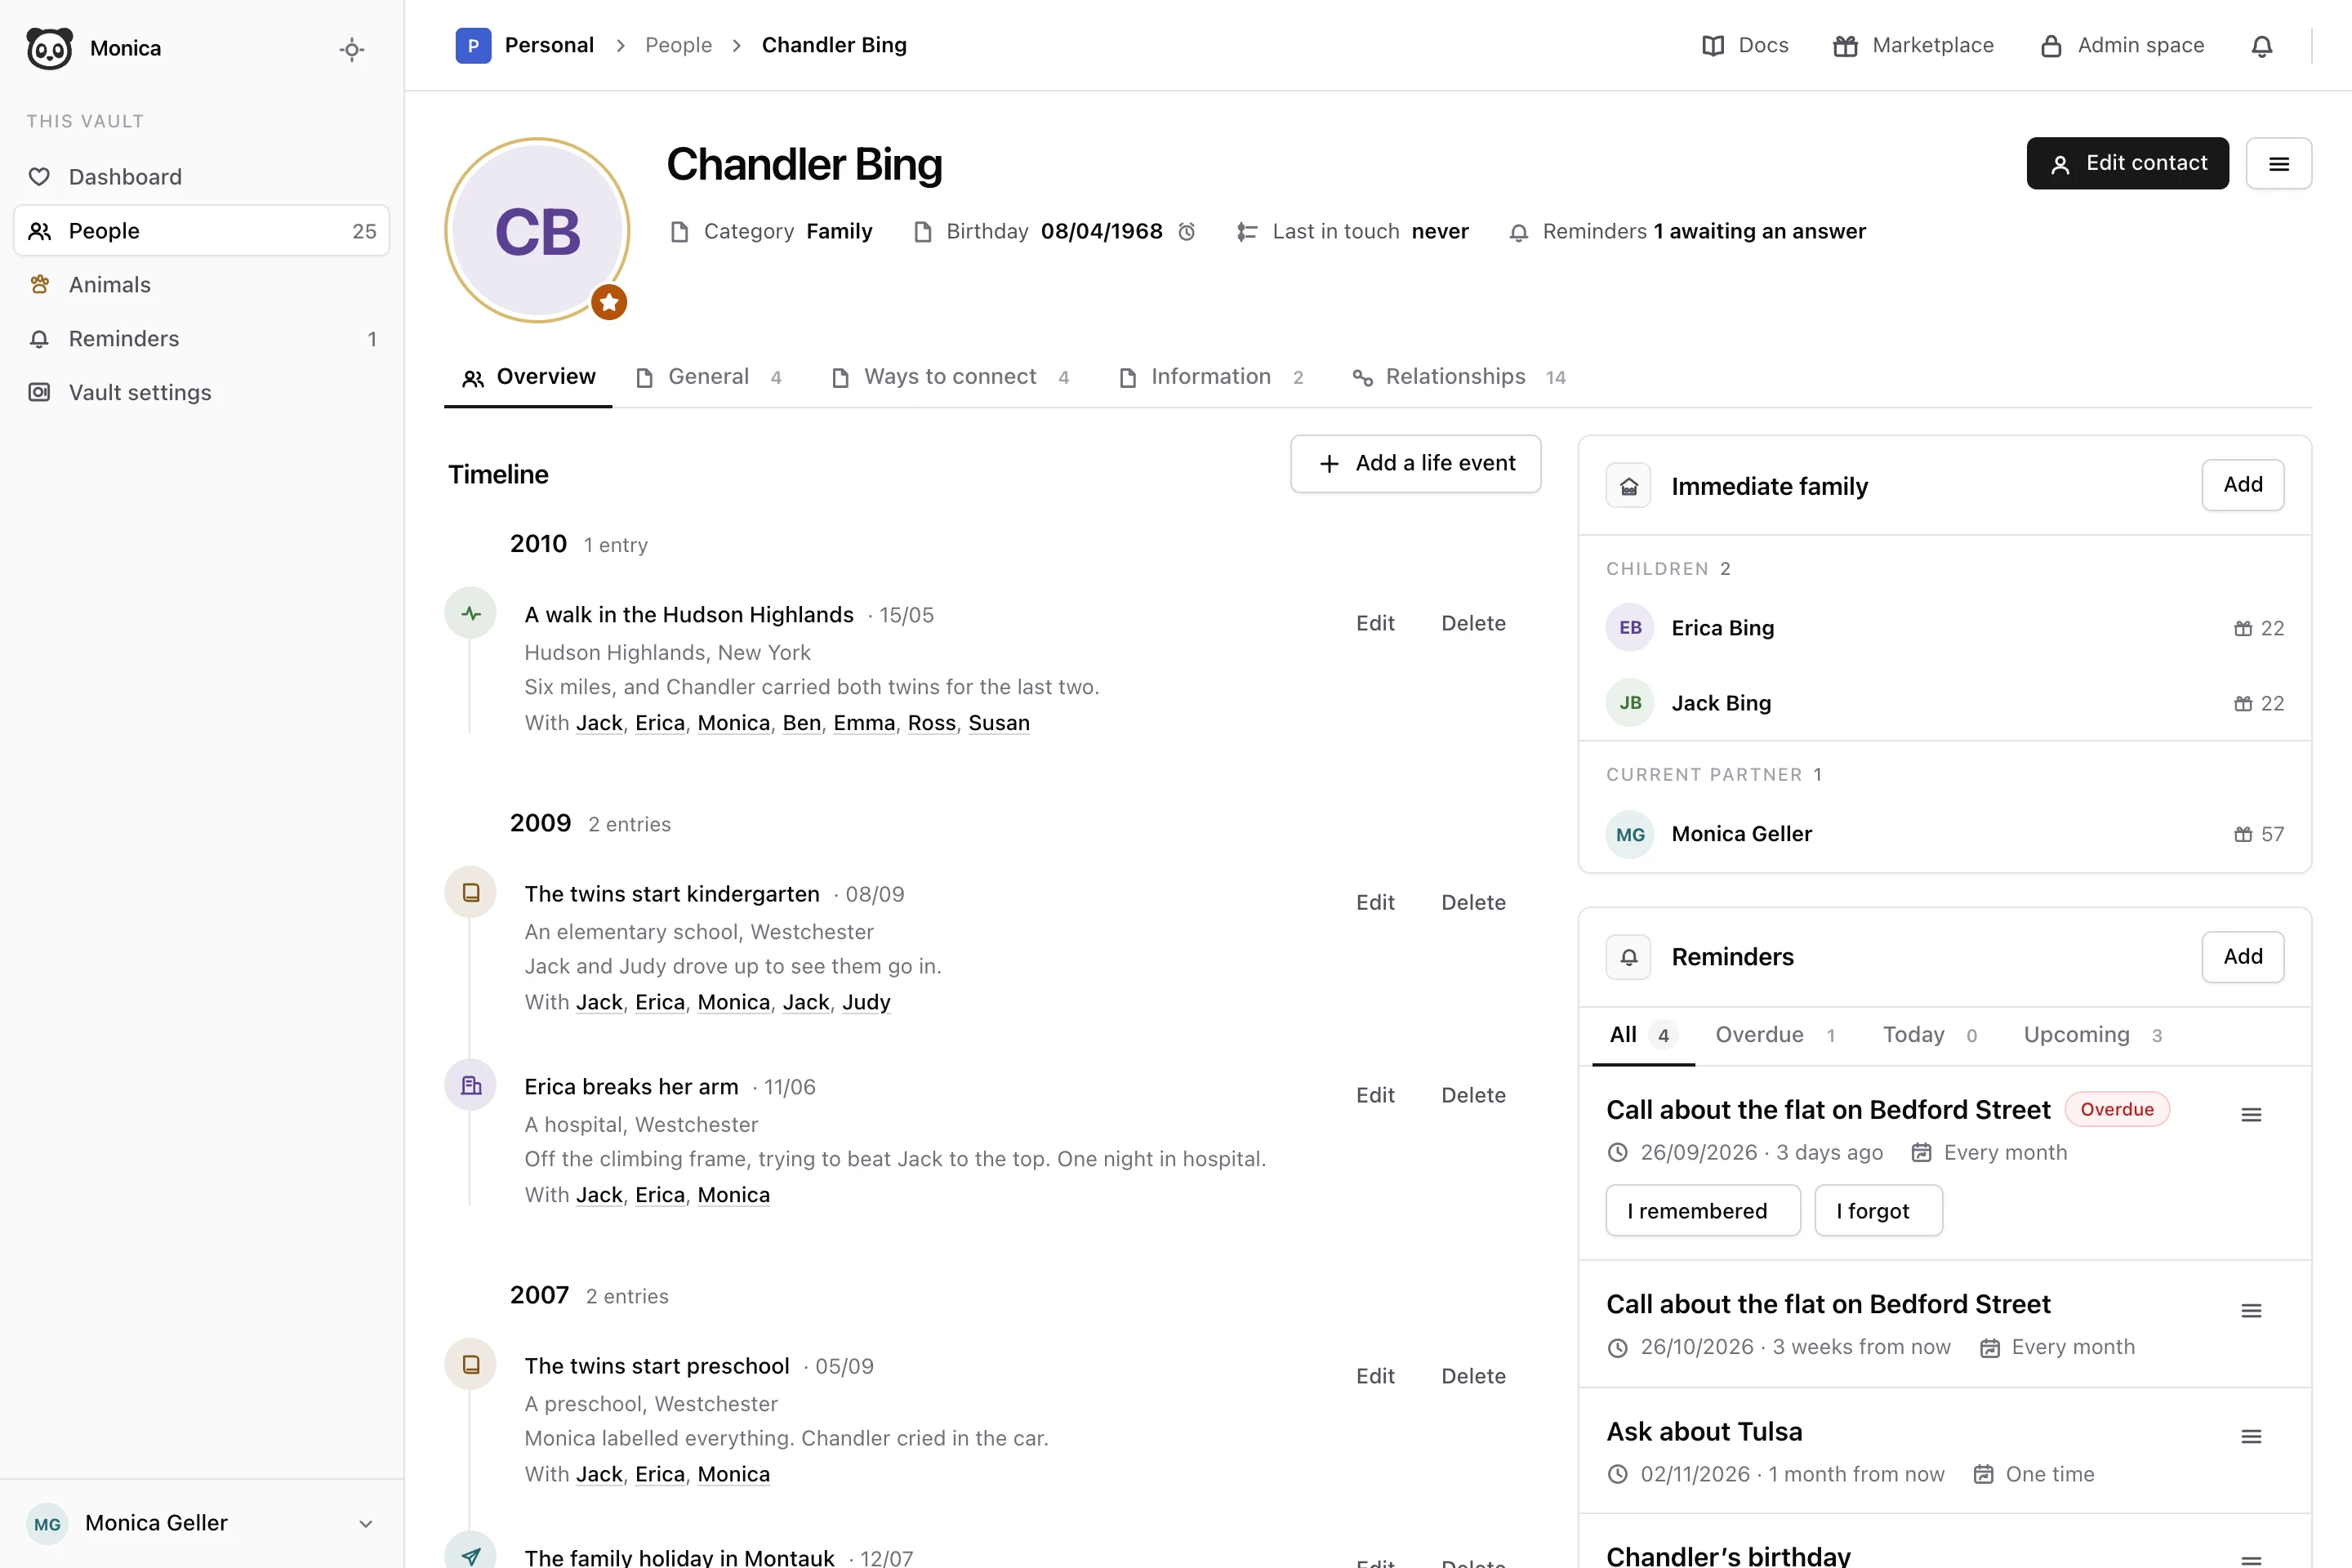 Monica
THIS VAULT
Dashboard
People 25
Animals
Reminders 1
Vault settings
MG Monica Geller
P Personal > People > Chandler Bing
Docs Marketplace Admin space
CB
Chandler Bing
Edit contact
Category Family Birthday 08/04/1968 Last in touch never Reminders 1 awaiting an answer
Overview General 4 Ways to connect 4 Information 2 Relationships 14
Timeline
Add a life event
2010 1 entry
A walk in the Hudson Highlands · 15/05
Edit Delete
Hudson Highlands, New York
Six miles, and Chandler carried both twins for the last two.
With Jack, Erica, Monica, Ben, Emma, Ross, Susan
2009 2 entries
The twins start kindergarten · 08/09
Edit Delete
An elementary school, Westchester
Jack and Judy drove up to see them go in.
With Jack, Erica, Monica, Jack, Judy
Erica breaks her arm · 11/06
Edit Delete
A hospital, Westchester
Off the climbing frame, trying to beat Jack to the top. One night in hospital.
With Jack, Erica, Monica
2007 2 entries
The twins start preschool · 05/09
Edit Delete
A preschool, Westchester
Monica labelled everything. Chandler cried in the car.
With Jack, Erica, Monica
The family holiday in Montauk · 12/07
Edit Delete
Immediate family
Add
CHILDREN 2
EB Erica Bing 22
JB Jack Bing 22
CURRENT PARTNER 1
MG Monica Geller 57
Reminders
Add
All 4 Overdue 1 Today 0 Upcoming 3
Call about the flat on Bedford Street Overdue
26/09/2026 · 3 days ago Every month
I remembered I forgot
Call about the flat on Bedford Street
26/10/2026 · 3 weeks from now Every month
Ask about Tulsa
02/11/2026 · 1 month from now One time
Chandler’s birthday